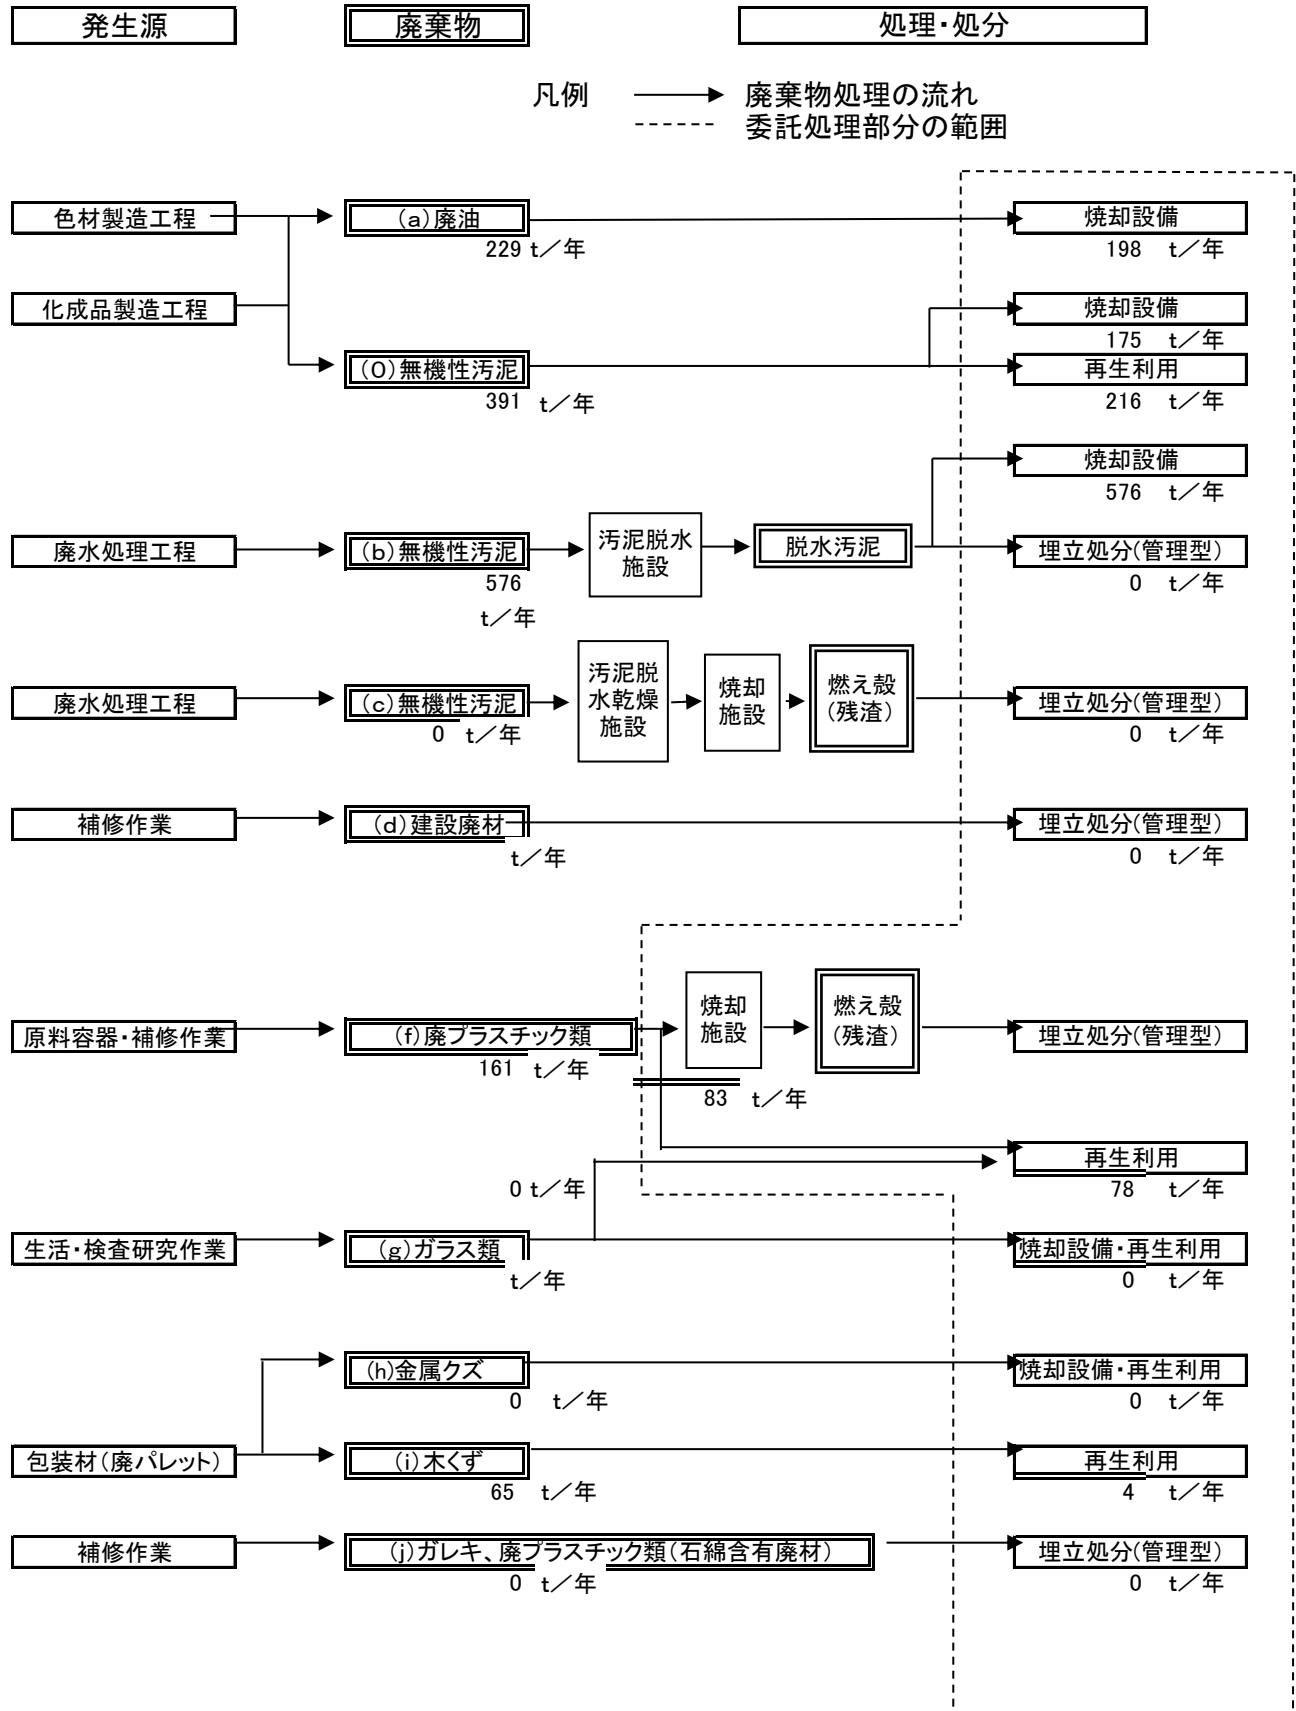 発生源 廃棄物 処理・処分
凡例 廃棄物処理の流れ
委託処理部分の範囲
色材製造工程 (a)廃油 焼却設備
229 t／年 198 t／年
化成品製造工程 焼却設備
175 t／年
(O)無機性汚泥 再生利用
391 t／年 216 t／年
焼却設備
576 t／年
廃水処理工程 (b)無機性汚泥 汚泥脱水 脱水汚泥 埋立処分(管理型)
施設
576 0 t／年
t／年
廃水処理工程 (c)無機性汚泥 汚泥脱 焼却 燃え殻 埋立処分(管理型)
水乾燥 施設 (残渣)
施設
0 t／年 0 t／年
補修作業 (d)建設廃材 埋立処分(管理型)
t／年 0 t／年
原料容器・補修作業 (f)廃プラスチック類 焼却 燃え殻 埋立処分(管理型)
施設 (残渣)
161 t／年
83 t／年
再生利用
0 t／年 78 t／年
生活・検査研究作業 (g)ガラス類 焼却設備・再生利用
t／年 0 t／年
(h)金属クズ 焼却設備・再生利用
0 t／年 0 t／年
包装材(廃パレット) (i)木くず 再生利用
65 t／年 4 t／年
補修作業 (j)ガレキ、廃プラスチック類(石綿含有廃材) 埋立処分(管理型)
0 t／年 0 t／年